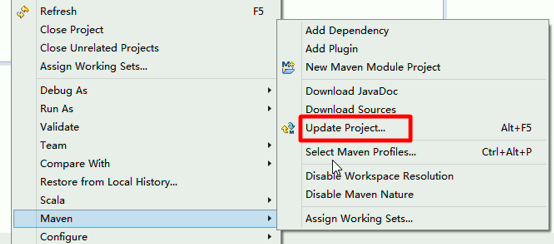 Refresh F5
Close Project
Close Unrelated Projects
Assign Working Sets...
Debug As
Run As
Validate
Team
Compare With
Restore from Local History...
Scala
Maven
Configure
Add Dependency
Add Plugin
New Maven Module Project
Download JavaDoc
Download Sources
Update Project... Alt+F5
Select Maven Profiles... Ctrl+Alt+P
Disable Workspace Resolution
Disable Maven Nature
Assign Working Sets...